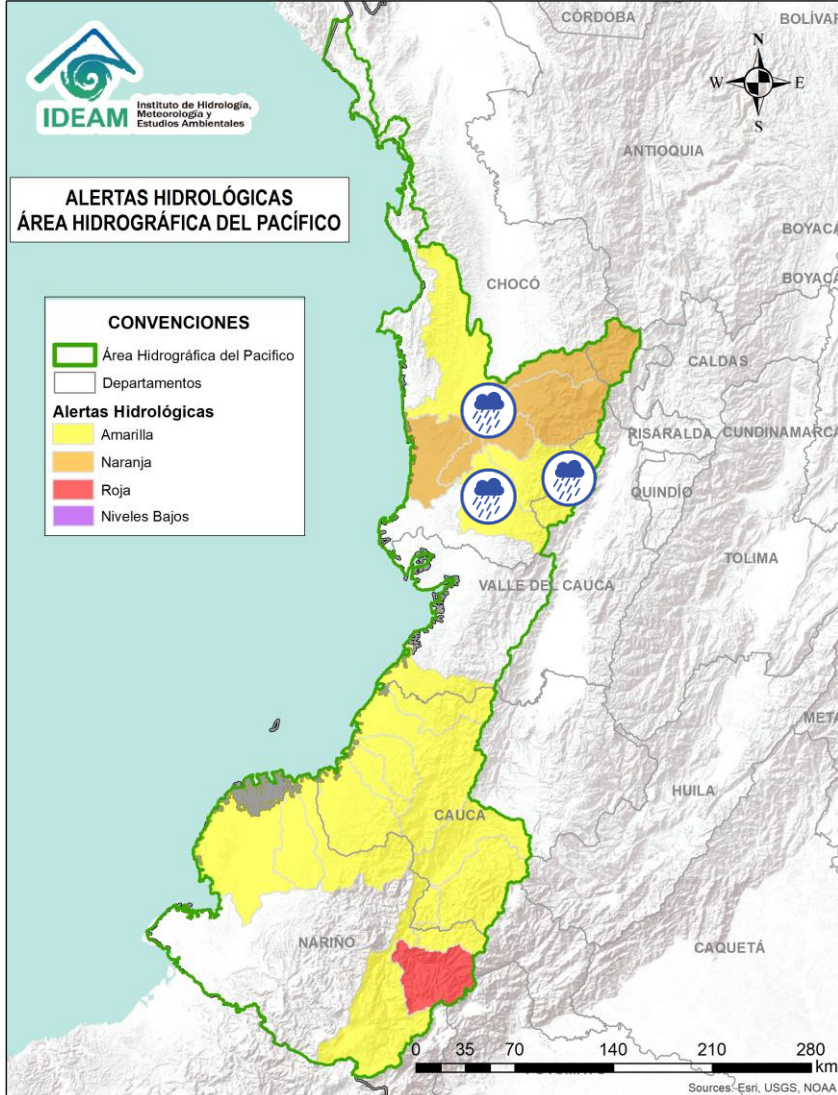 CÓRDOBA
BOLÍVAR
N
W
E
S
IDEAM
Instituto de Hidrología,
Meteorología y
Estudios Ambientales
ANTIOQUIA
ALERTAS HIDROLÓGICAS
ÁREA HIDROGRÁFICA DEL PACÍFICO
BOYACÁ
BOYACÁ
CHOCÓ
CONVENCIONES
Área Hidrográfica del Pacifico
Departamentos
Alertas Hidrológicas
Amarilla
Naranja
Roja
Niveles Bajos
CALDAS
RISARALDA
CUNDINAMARCA
QUINDÍO
TOLIMA
VALLE DEL CAUCA
META
HUILA
CAUCA
NARIÑO
CAQUETÁ
0 35 70 140 210 280
km
Sources: Esri, USGS, NOAA